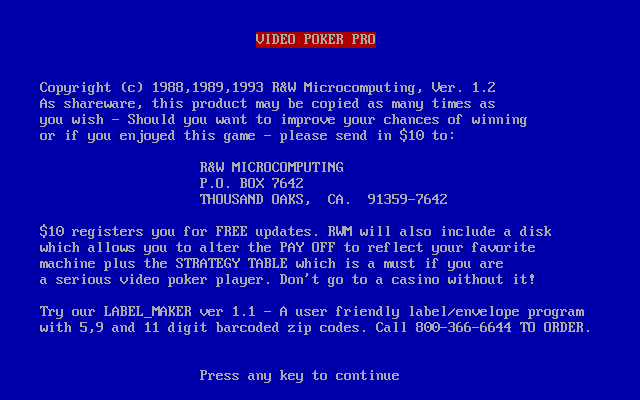 VIDEO POKER PRO
Copyright (c) 1988,1989,1993 R&W Microcomputing, Ver. 1.2
As shareware, this product may be copied as many times as
you wish - Should you want to improve your chances of winning
or if you enjoyed this game - please send in $10 to:
R&W MICROCOMPUTING
P.O. BOX 7642
THOUSAND OAKS,  CA.  91359-7642
$10 registers you for FREE updates. RWM will also include a disk
which allows you to alter the PAY OFF to reflect your favorite
machine plus the STRATEGY TABLE which is a must if you are
a serious video poker player. Don't go to a casino without it!
Try our LABEL_MAKER ver 1.1 - A user friendly label/envelope program
with 5,9 and 11 digit barcoded zip codes. Call 800-366-6644 TO ORDER.
Press any key to continue